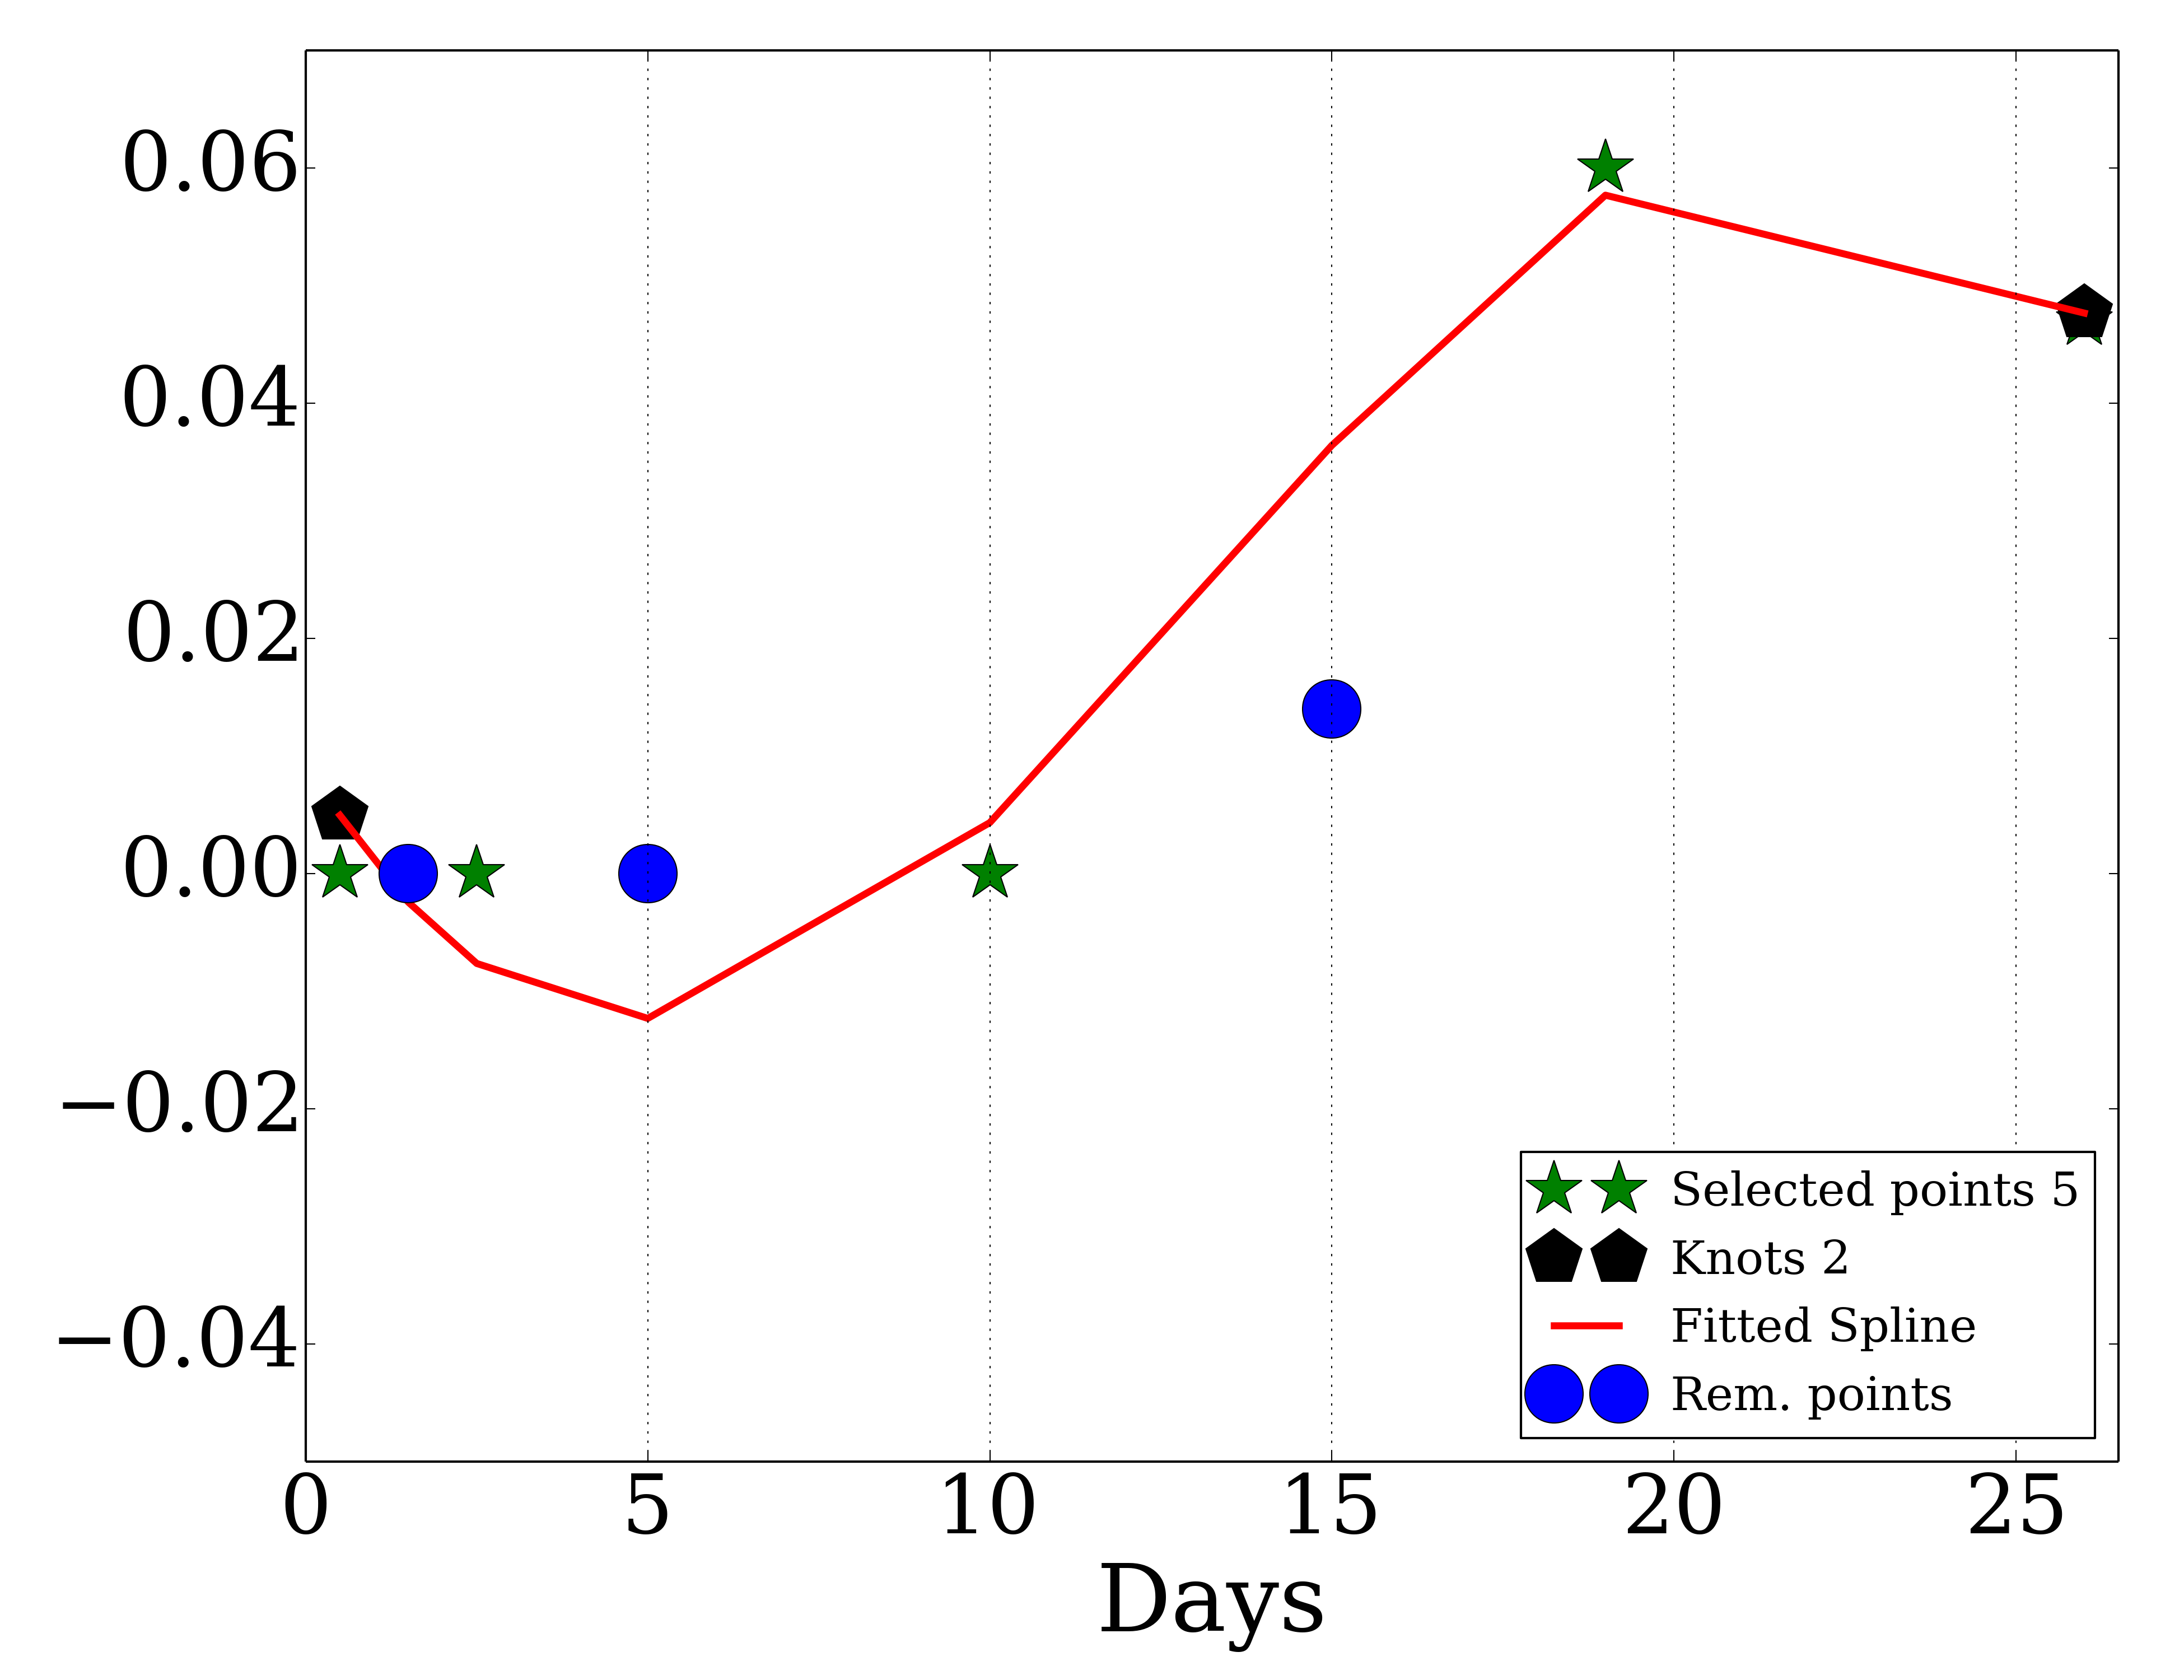 0.06
0.04
0.02
0.00
−0.02
−0.04
0 5 10 15 20 25
Days
Selected points 5
Knots 2
Fitted Spline
Rem. points